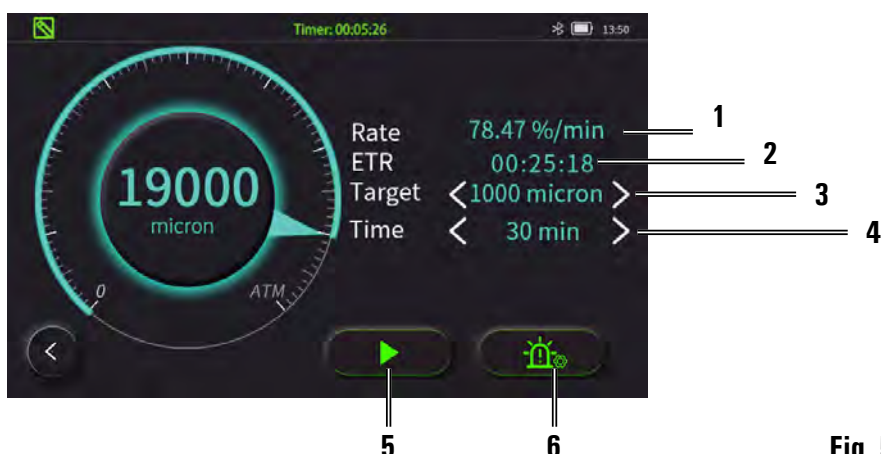 Timer: 00:05:26 13:50
Rate 78.47 %/min 1
ETR 00:25:18 2
Target 1000 micron 3
Time 30 min 4
19000
micron
0 ATM
5 6
Fig.